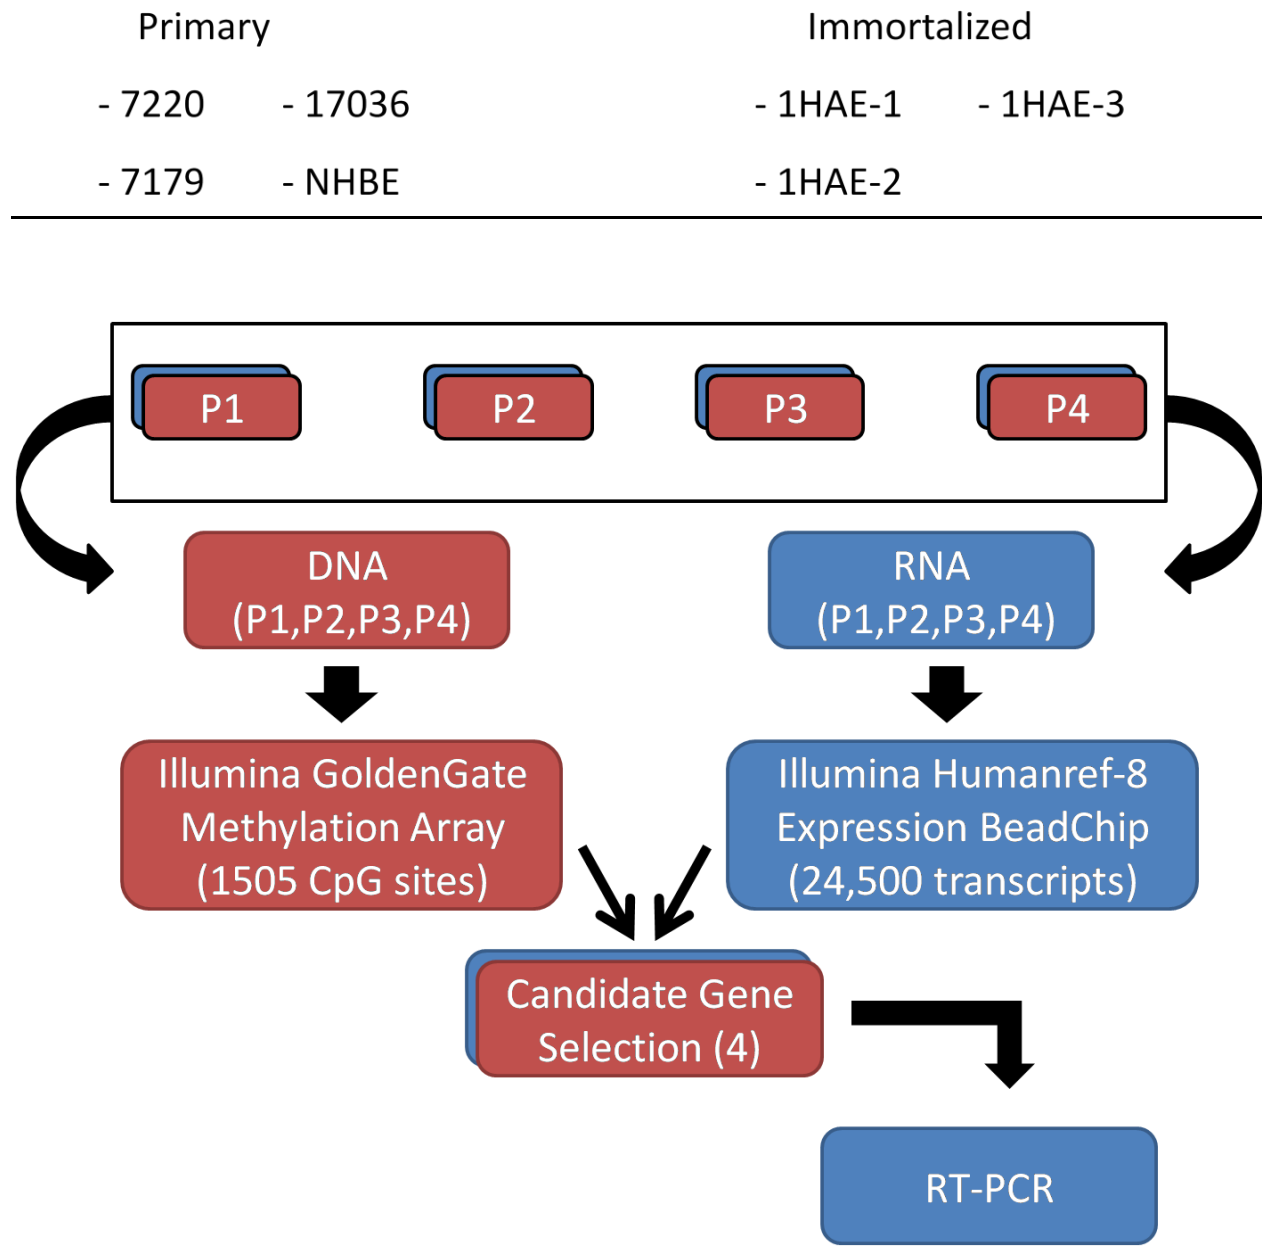 Primary Immortalized
- 7220 - 17036 - 1HAE-1 - 1HAE-3
- 7179 - NHBE - 1HAE-2
P1 P2 P3 P4
DNA
(P1,P2,P3,P4)
RNA
(P1,P2,P3,P4)
Illumina GoldenGate
Methylation Array
(1505 CpG sites)
Illumina Humanref-8
Expression BeadChip
(24,500 transcripts)
Candidate Gene
Selection (4)
RT-PCR